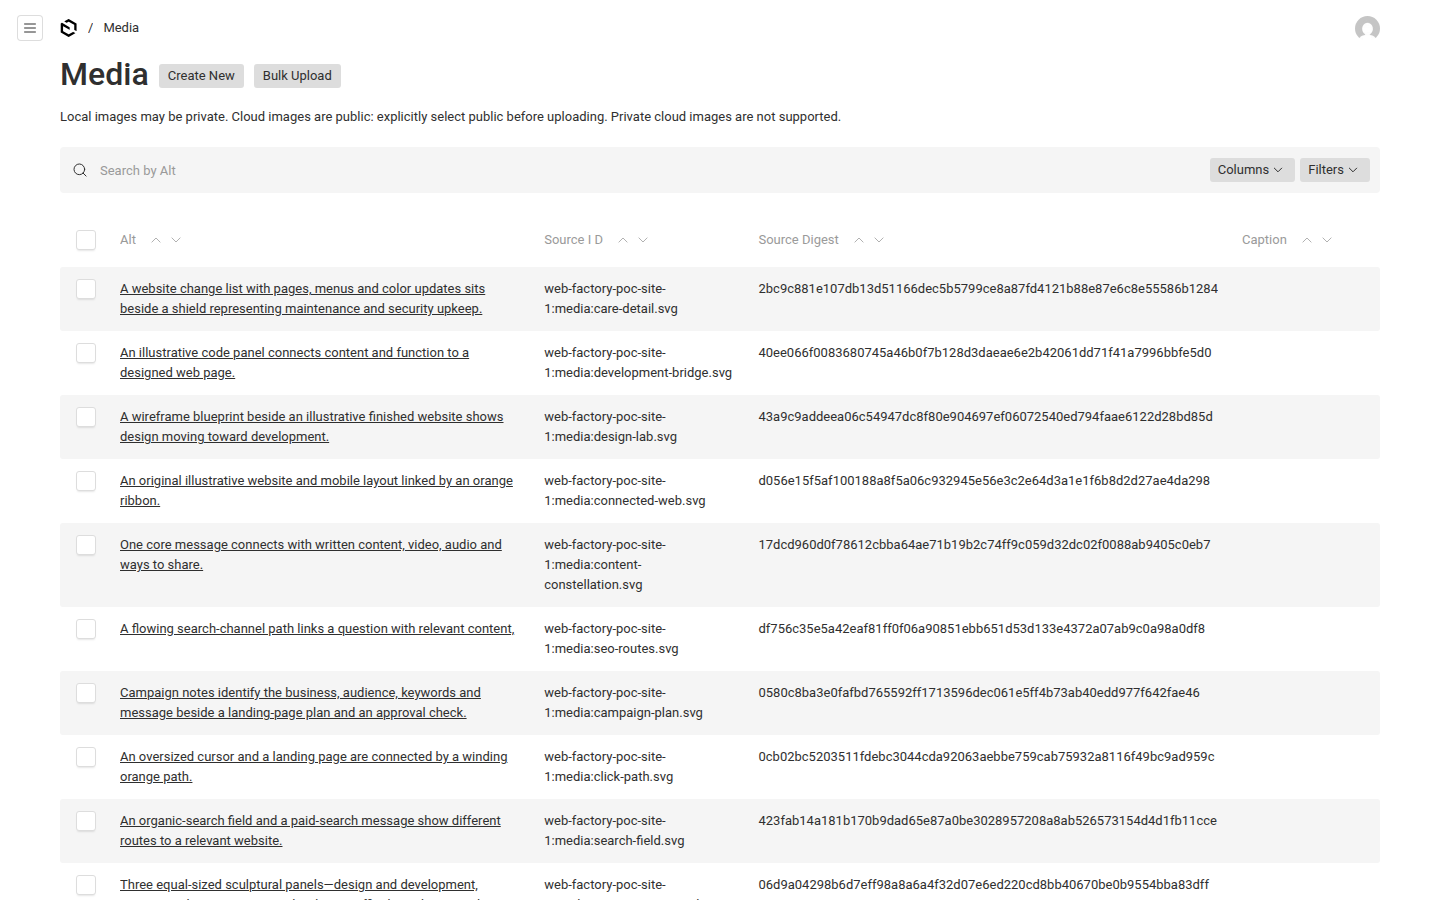 / Media
Media Create New Bulk Upload
Local images may be private. Cloud images are public: explicitly select public before uploading. Private cloud images are not supported.
Search by Alt Columns Filters
Alt Source I D Source Digest Caption
A website change list with pages, menus and color updates sits
beside a shield representing maintenance and security upkeep.
web-factory-poc-site-
1:media:care-detail.svg
2bc9c881e107db13d51166dec5b5799ce8a87fd4121b88e87e6c8e55586b1284
An illustrative code panel connects content and function to a
designed web page.
web-factory-poc-site-
1:media:development-bridge.svg
40ee066f0083680745a46b0f7b128d3daeae6e2b42061dd71f41a7996bbfe5d0
A wireframe blueprint beside an illustrative finished website shows
design moving toward development.
web-factory-poc-site-
1:media:design-lab.svg
43a9c9addeea06c54947dc8f80e904697ef06072540ed794faae6122d28bd85d
An original illustrative website and mobile layout linked by an orange
ribbon.
web-factory-poc-site-
1:media:connected-web.svg
d056e15f5af100188a8f5a06c932945e56e3c2e64d3a1e1f6b8d2d27ae4da298
One core message connects with written content, video, audio and
ways to share.
web-factory-poc-site-
1:media:content-
constellation.svg
17dcd960d0f78612cbba64ae71b19b2c74ff9c059d32dc02f0088ab9405c0eb7
A flowing search-channel path links a question with relevant content,
web-factory-poc-site-
1:media:seo-routes.svg
df756c35e5a42eaf81ff0f06a90851ebb651d53d133e4372a07ab9c0a98a0df8
Campaign notes identify the business, audience, keywords and
message beside a landing-page plan and an approval check.
web-factory-poc-site-
1:media:campaign-plan.svg
0580c8ba3e0fafbd765592ff1713596dec061e5ff4b73ab40edd977f642fae46
An oversized cursor and a landing page are connected by a winding
orange path.
web-factory-poc-site-
1:media:click-path.svg
0cb02bc5203511fdebc3044cda92063aebbe759cab75932a8116f49bc9ad959c
An organic-search field and a paid-search message show different
routes to a relevant website.
web-factory-poc-site-
1:media:search-field.svg
423fab14a181b170b9dad65e87a0be3028957208a8ab526573154d4d1fb11cce
Three equal-sized sculptural panels—design and development,
web-factory-poc-site-
06d9a04298b6d7eff98a8a6a4f32d07e6ed220cd8bb40670be0b9554bba83dff